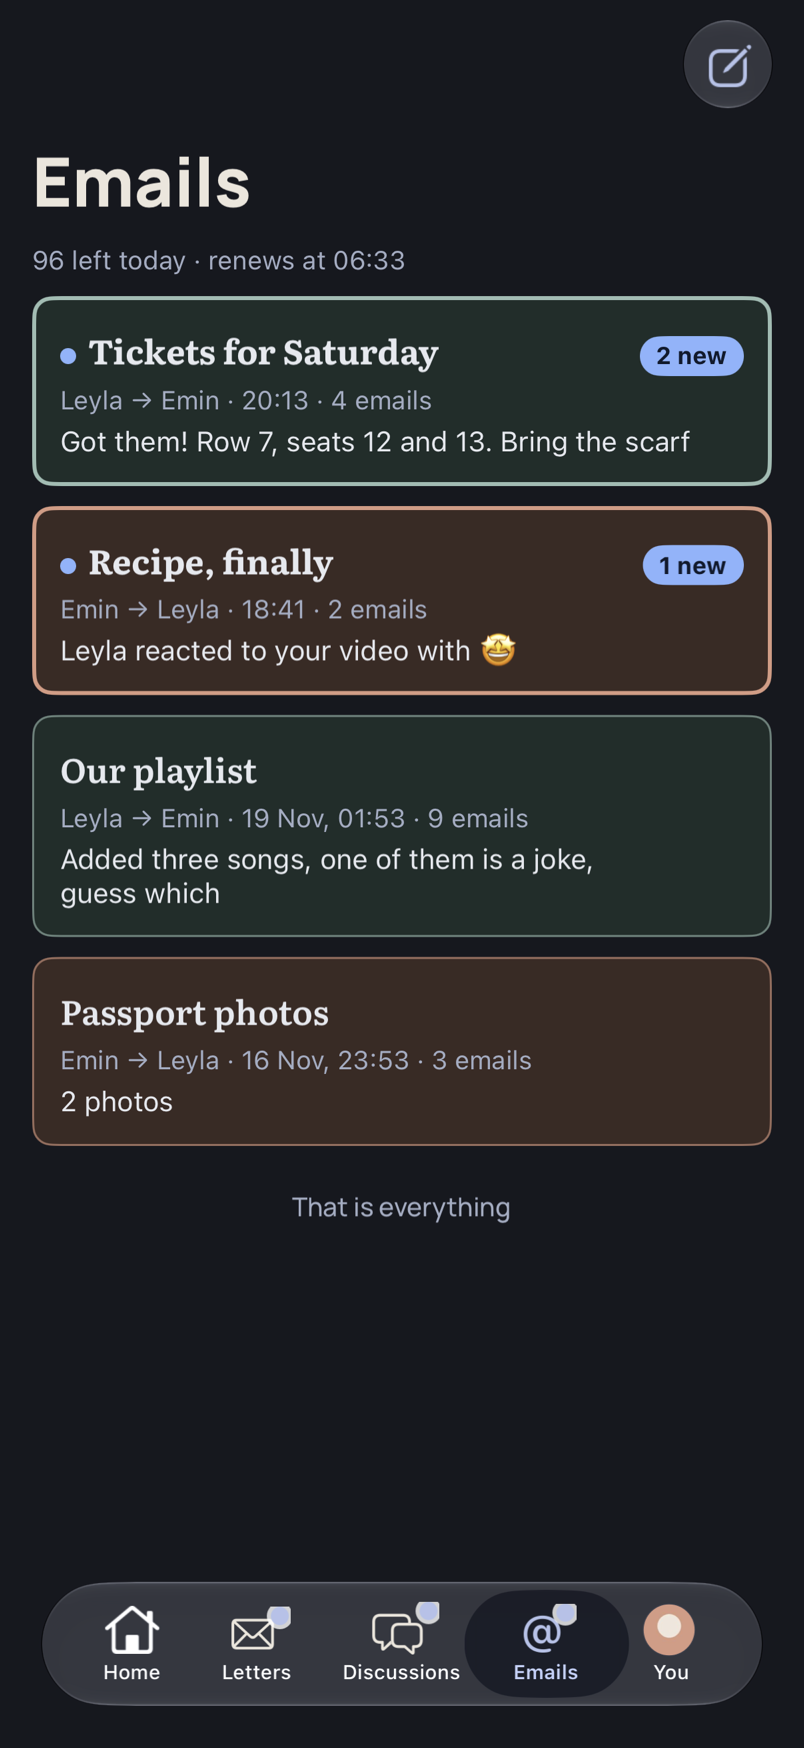 Emails
96 left today · renews at 06:33
Tickets for Saturday
2 new
Leyla → Emin · 20:13 · 4 emails
Got them! Row 7, seats 12 and 13. Bring the scarf
Recipe, finally
1 new
Emin → Leyla · 18:41 · 2 emails
Leyla reacted to your video with 🤩
Our playlist
Leyla → Emin · 19 Nov, 01:53 · 9 emails
Added three songs, one of them is a joke,
guess which
Passport photos
Emin → Leyla · 16 Nov, 23:53 · 3 emails
2 photos
That is everything
Home
Letters
Discussions
Emails
You